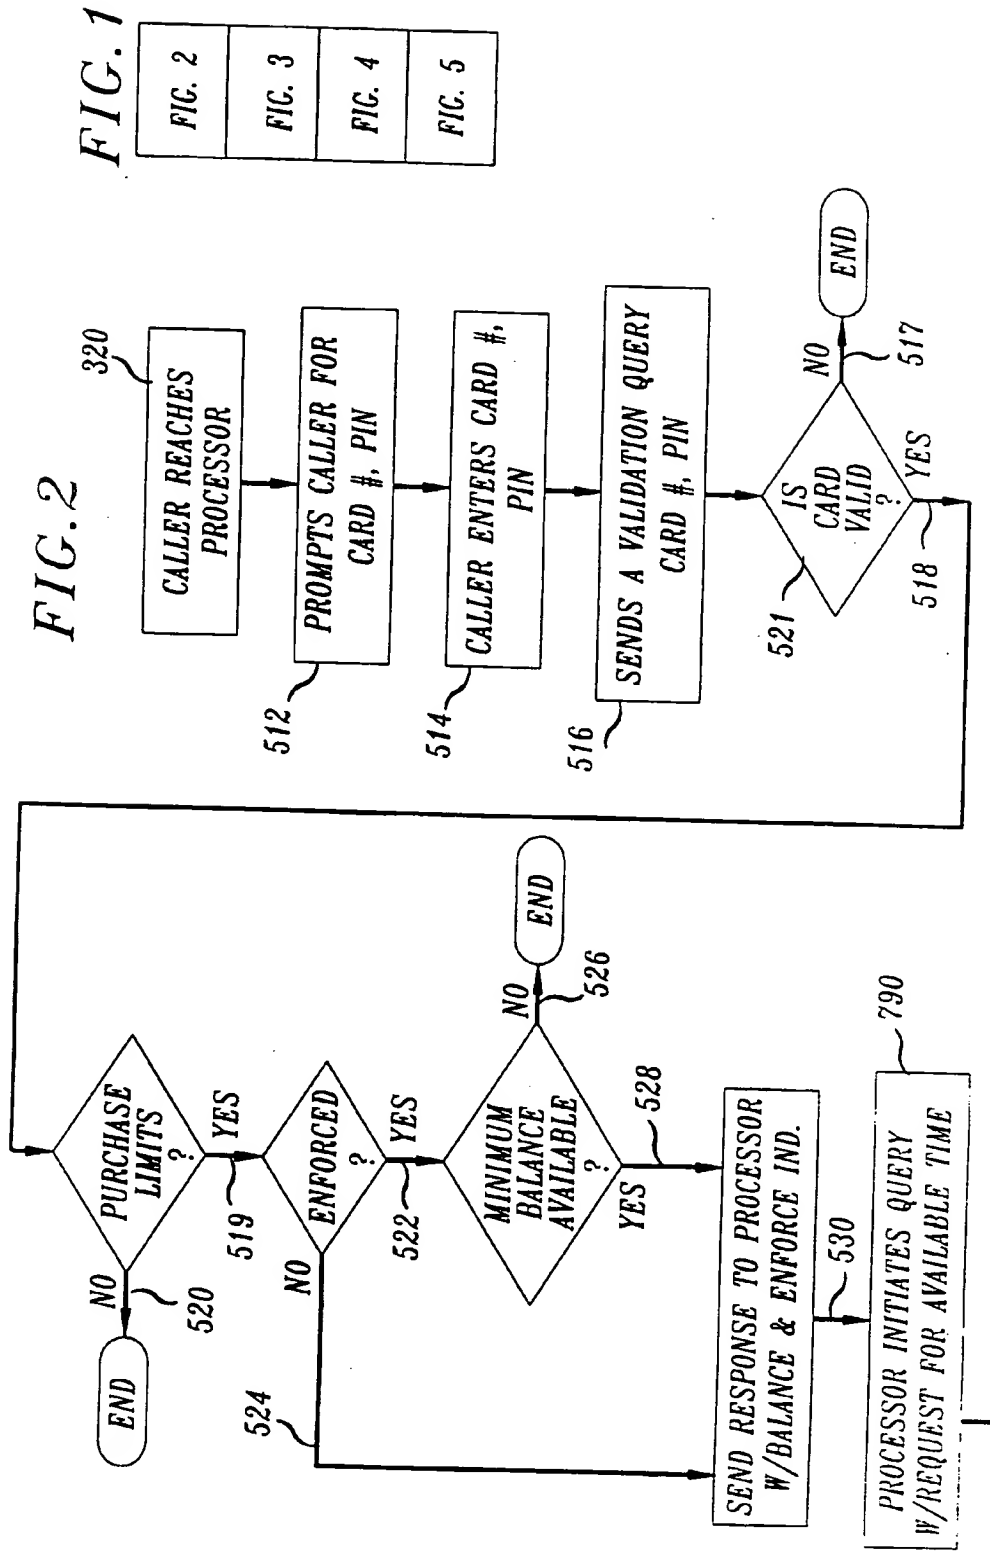 FIG. 1
FIG. 2
FIG. 3
FIG. 4
FIG. 5
FIG. 2
320
CALLER REACHES
PROCESSOR
PROMPTS CALLER FOR
CARD #, PIN
512
CALLER ENTERS CARD #,
PIN
514
SENDS A VALIDATION QUERY
CARD #, PIN
516
IS
CARD
VALID
?
521
NO
517
END
YES
518
PURCHASE
LIMITS
?
NO
520
END
YES
519
ENFORCED
?
NO
524
YES
522
MINIMUM
BALANCE
AVAILABLE
?
NO
526
END
YES
528
SEND RESPONSE TO PROCESSOR
W/BALANCE & ENFORCE IND.
530
790
PROCESSOR INITIATES QUERY
W/REQUEST FOR AVAILABLE TIME